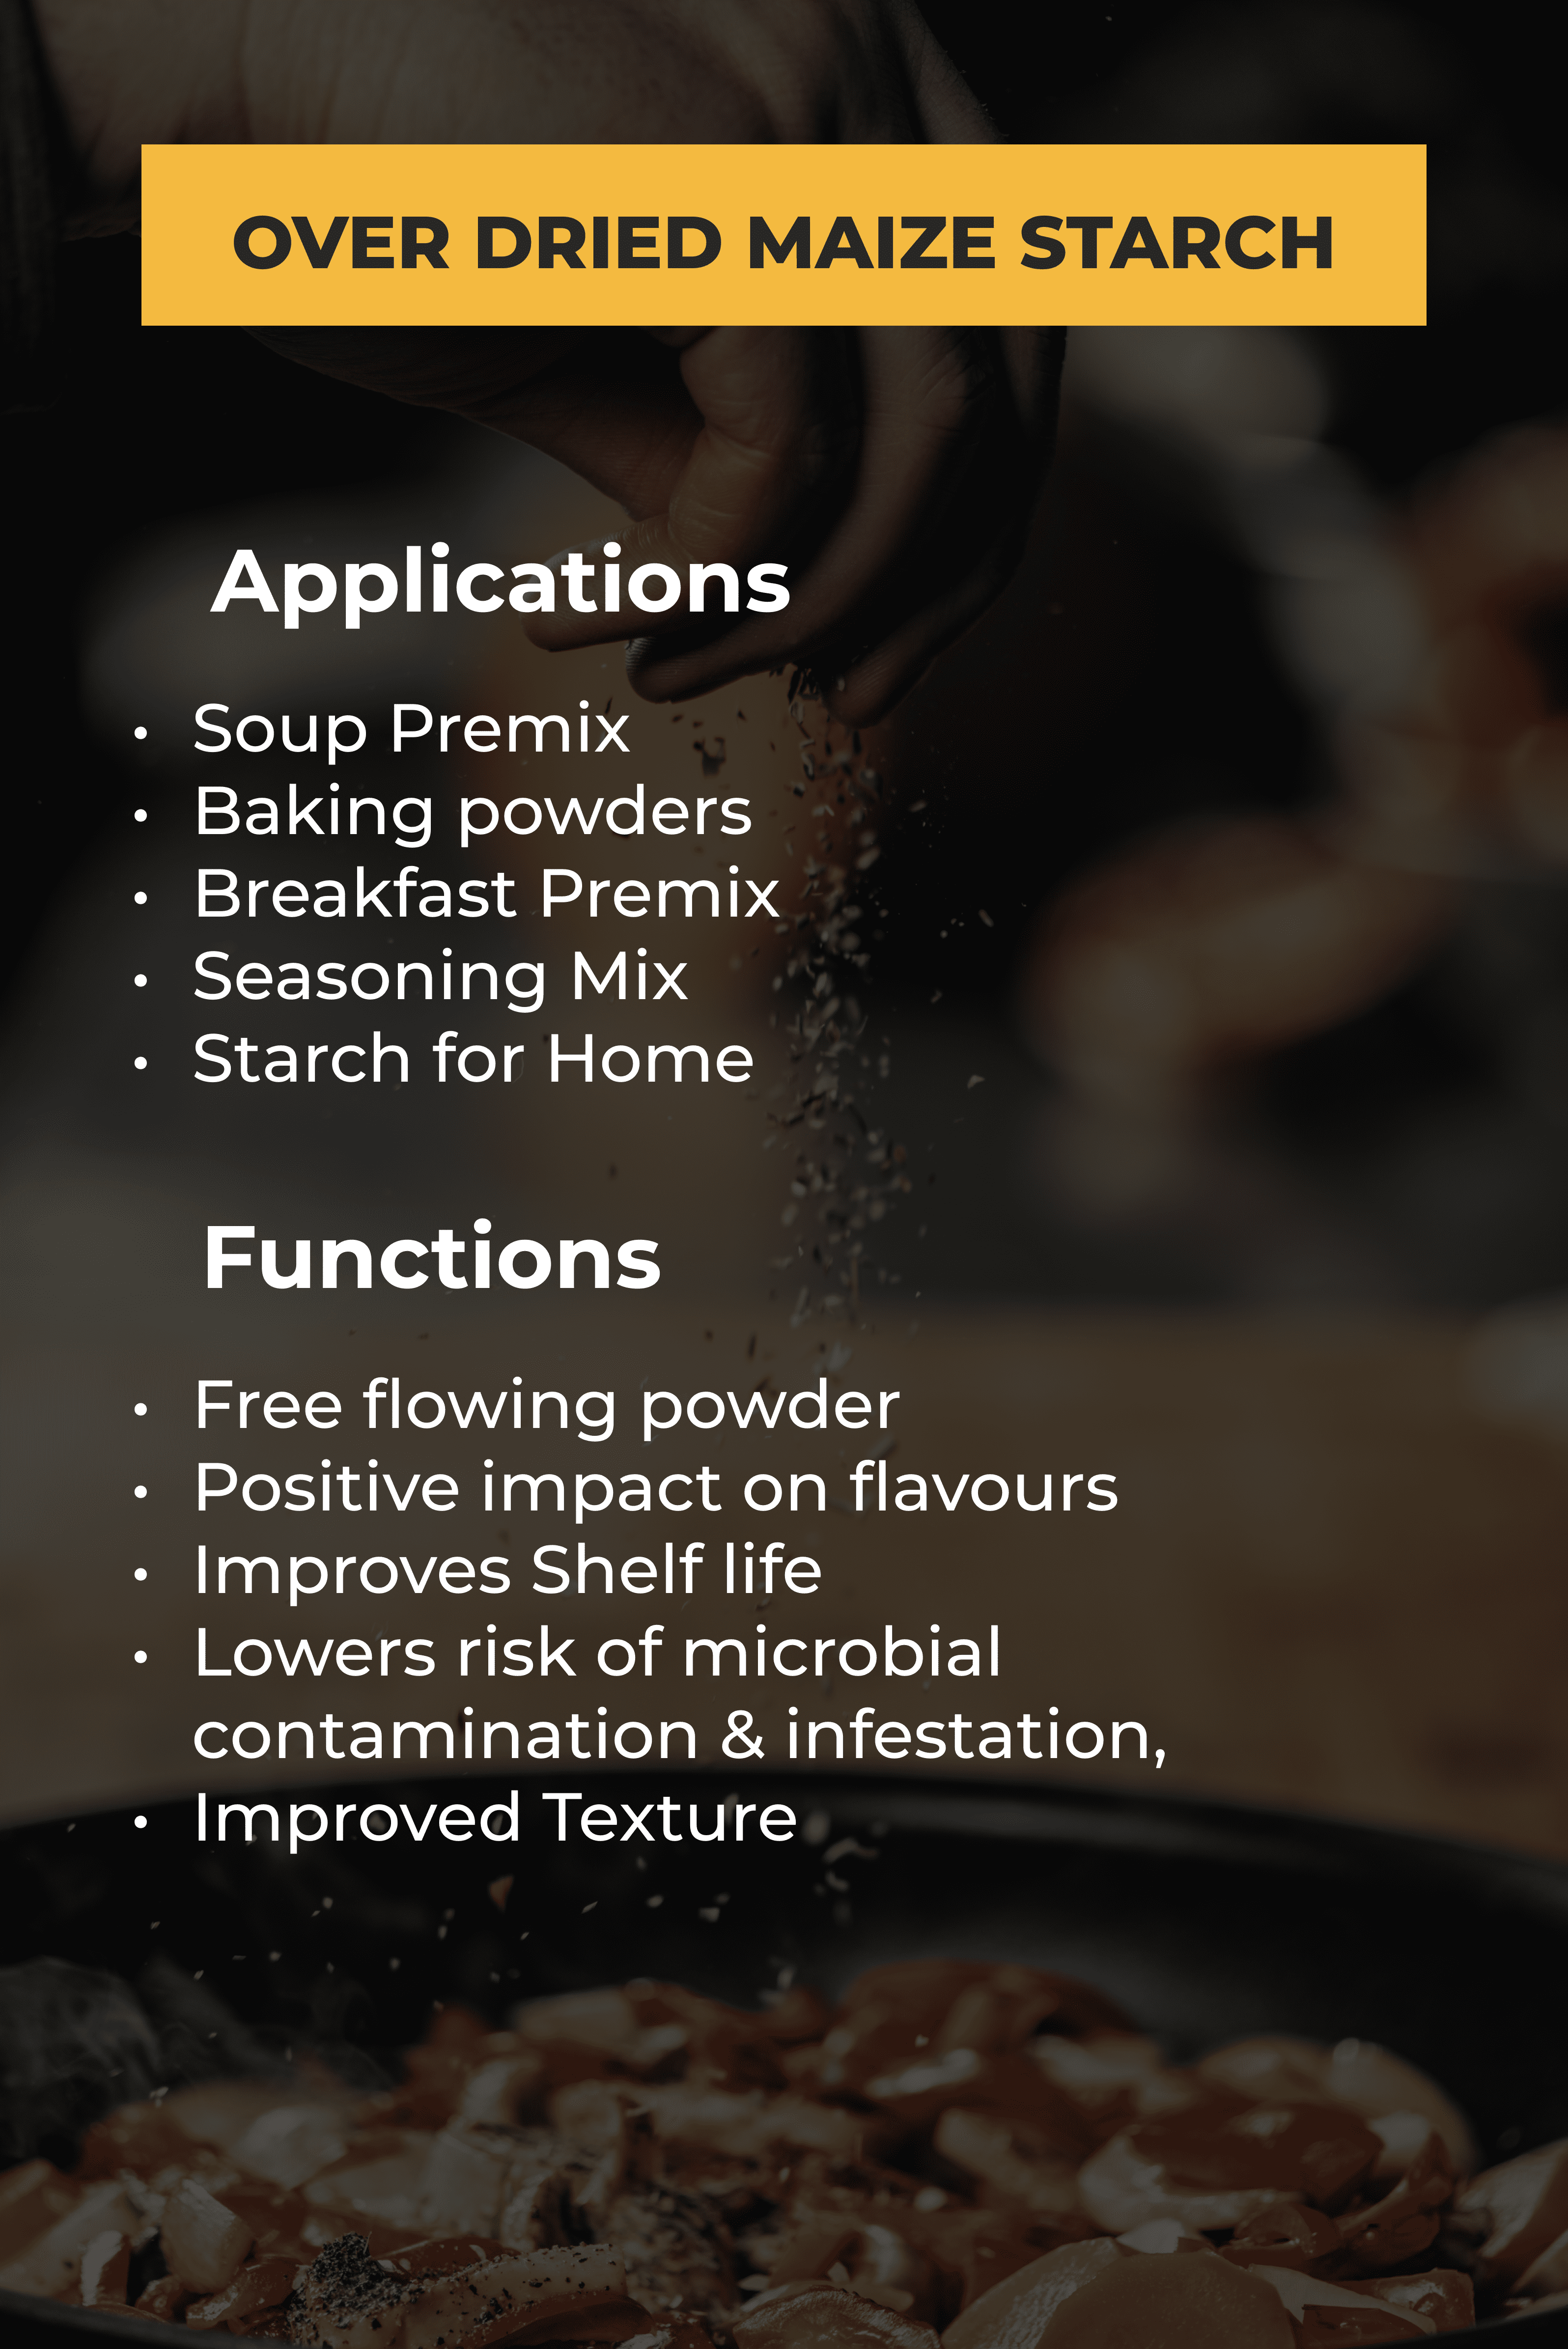 OVER DRIED MAIZE STARCH
Applications
• Soup Premix
• Baking powders
• Breakfast Premix
• Seasoning Mix
• Starch for Home
Functions
• Free flowing powder
• Positive impact on flavours
• Improves Shelf life
• Lowers risk of microbial
contamination & infestation,
• Improved Texture